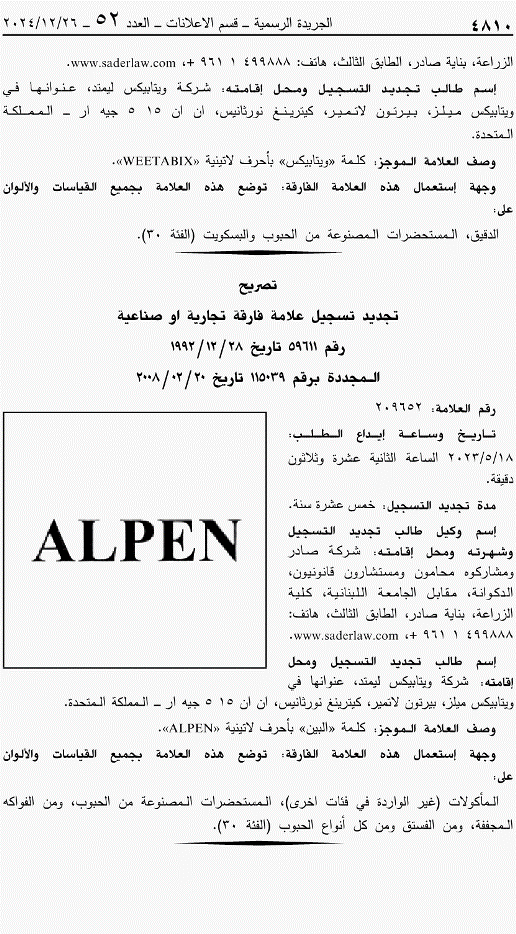 ٤٨١٠ الجريدة الرسمية ـ قسم الاعلانات ـ العدد ٥٢ ـ ٢٠٢٤/١٢/٢٦
الزراعة، بناية صادر، الطابق الثالث، هاتف: ٤٩٩٨٨٨ ١ ٩٦١ +، www.saderlaw.com.
إسم طالب تجديد التسجيل ومحل إقامته: شركة ويتابيكس ليمتد، عنوانها في
ويتابيكس ميلز، بيرتون لاتمير، كيترينغ نورثانيس، ان ان ١٥ ٥ جيه ار ـ المملكة
المتحدة.
وصف العلامة الموجز: كلمة «ويتابيكس» بأحرف لاتينية «WEETABIX».
وجهة إستعمال هذه العلامة الفارقة: توضع هذه العلامة بجميع القياسات والألوان
على:
الدقيق، المستحضرات المصنوعة من الحبوب والبسكويت (الفئة ٣٠).
تصريح
تجديد تسجيل علامة فارقة تجارية او صناعية
رقم ٥٩٦١١ تاريخ ١٩٩٢/١٢/٢٨
المجددة برقم ١١٥٠٣٩ تاريخ ٢٠٠٨/٠٢/٢٠
رقم العلامة: ٢٠٩٦٥٢
تاريخ وساعة إيداع الطلب:
٢٠٢٣/٥/١٨ الساعة الثانية عشرة وثلاثون
دقيقة.
مدة تجديد التسجيل: خمس عشرة سنة.
إسم وكيل طالب تجديد التسجيل
وشهرته ومحل إقامته: شركة صادر
ومشاركوه محامون ومستشارون قانونيون،
الدكوانة، مقابل الجامعة اللبنانية، كلية
الزراعة، بناية صادر، الطابق الثالث، هاتف:
٤٩٩٨٨٨ ١ ٩٦١ +، www.saderlaw.com.
ALPEN
إسم طالب تجديد التسجيل ومحل
إقامته: شركة ويتابيكس ليمتد، عنوانها في
ويتابيكس ميلز، بيرتون لاتمير، كيترينغ نورثانيس، ان ان ١٥ ٥ جيه ار ـ المملكة المتحدة.
وصف العلامة الموجز: كلمة «البين» بأحرف لاتينية «ALPEN».
وجهة إستعمال هذه العلامة الفارقة: توضع هذه العلامة بجميع القياسات والألوان
على:
المأكولات (غير الواردة في فئات اخرى)، المستحضرات المصنوعة من الحبوب، ومن الفواكه
المجففة، ومن الفستق ومن كل أنواع الحبوب (الفئة ٣٠).